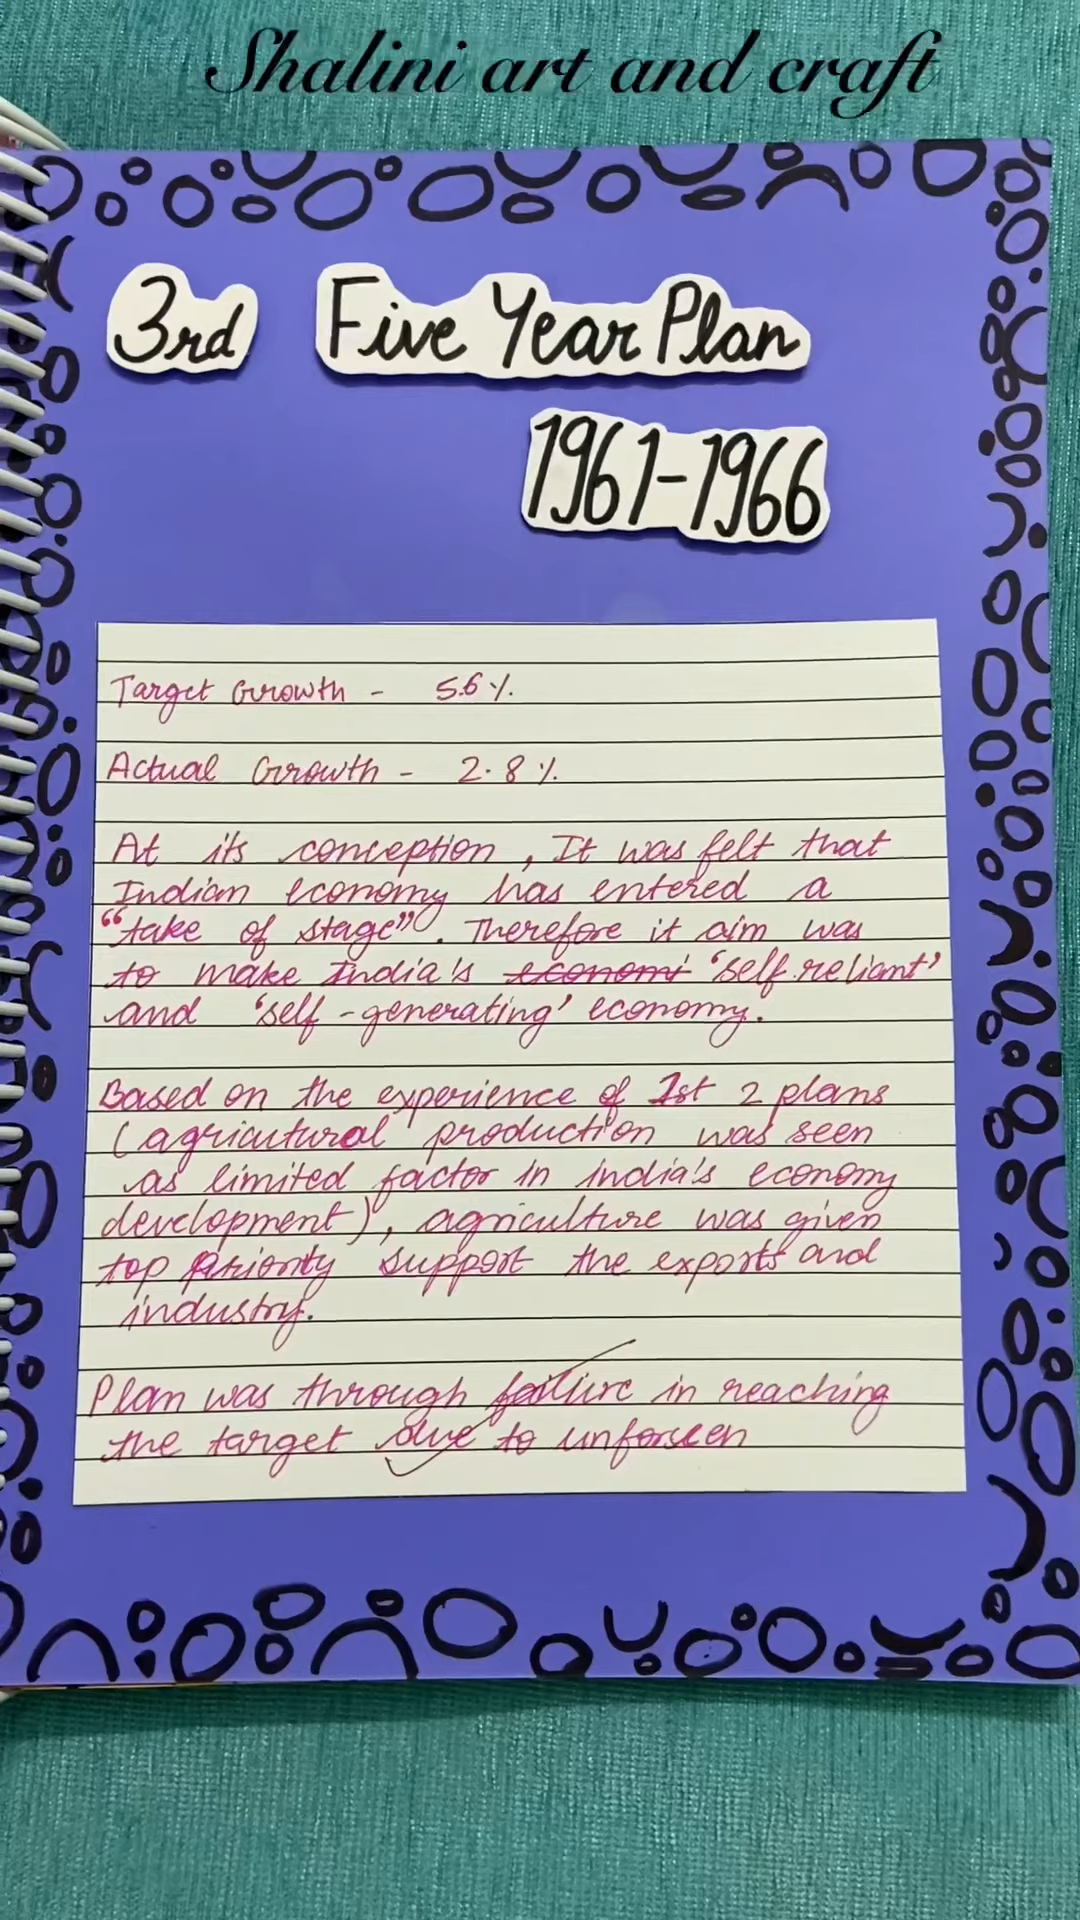 Shalini art and craft
3rd Five Year Plan
1961-1966
Target Growth - 5.6%.
Actual Growth - 2.8%.
At its conception, It was felt that
Indian economy has entered a
“take of stage”. Therefore it aim was
to make India's economi ‘self reliant’
and ‘self-generating’ economy.
Based on the experience of 1st 2 plans
(agricutural production was seen
as limited factor in india's economy
development), agriculture was given
top priority support the exports and
industry.
Plan was through failure in reaching
the target due to unforseen